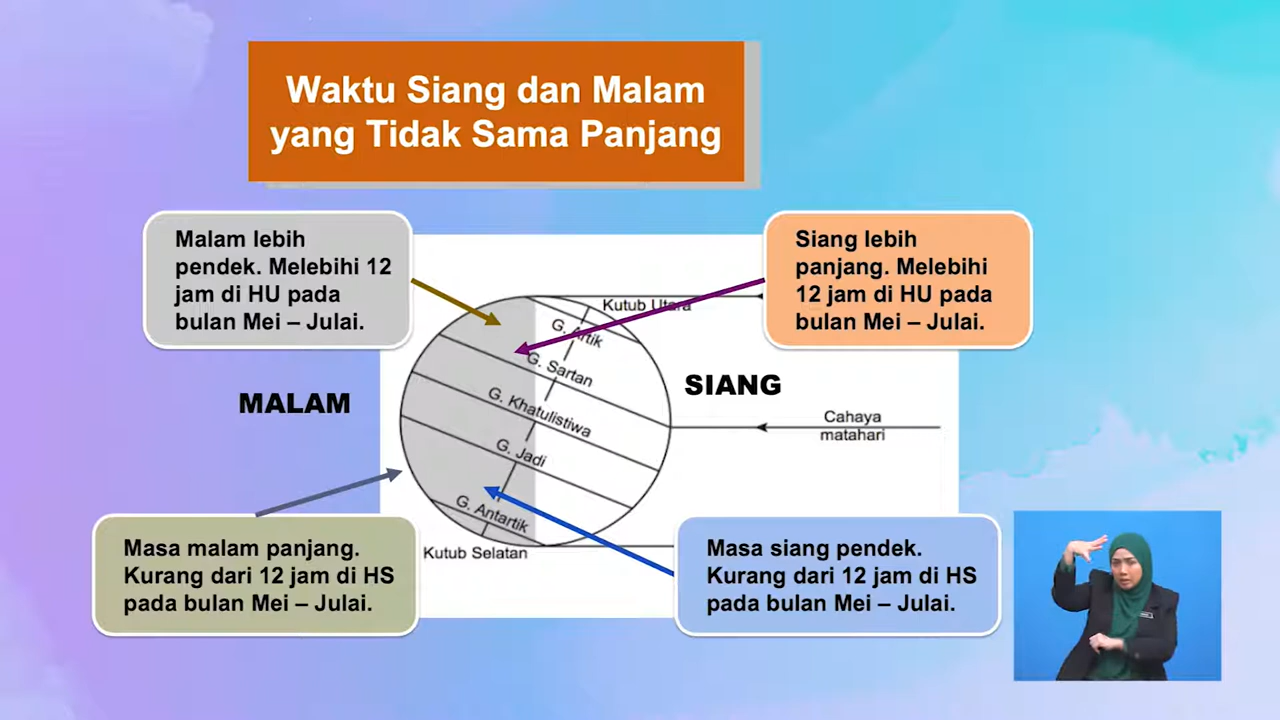 Waktu Siang dan Malam
yang Tidak Sama Panjang
Malam lebih
pendek. Melebihi 12
jam di HU pada
bulan Mei – Julai.
Siang lebih
panjang. Melebihi
12 jam di HU pada
bulan Mei – Julai.
Kutub Utara
G. Artik
G. Sartan
SIANG
MALAM
G. Khatulistiwa
Cahaya
matahari
G. Jadi
G. Antartik
Kutub Selatan
Masa malam panjang.
Kurang dari 12 jam di HS
pada bulan Mei – Julai.
Masa siang pendek.
Kurang dari 12 jam di HS
pada bulan Mei – Julai.